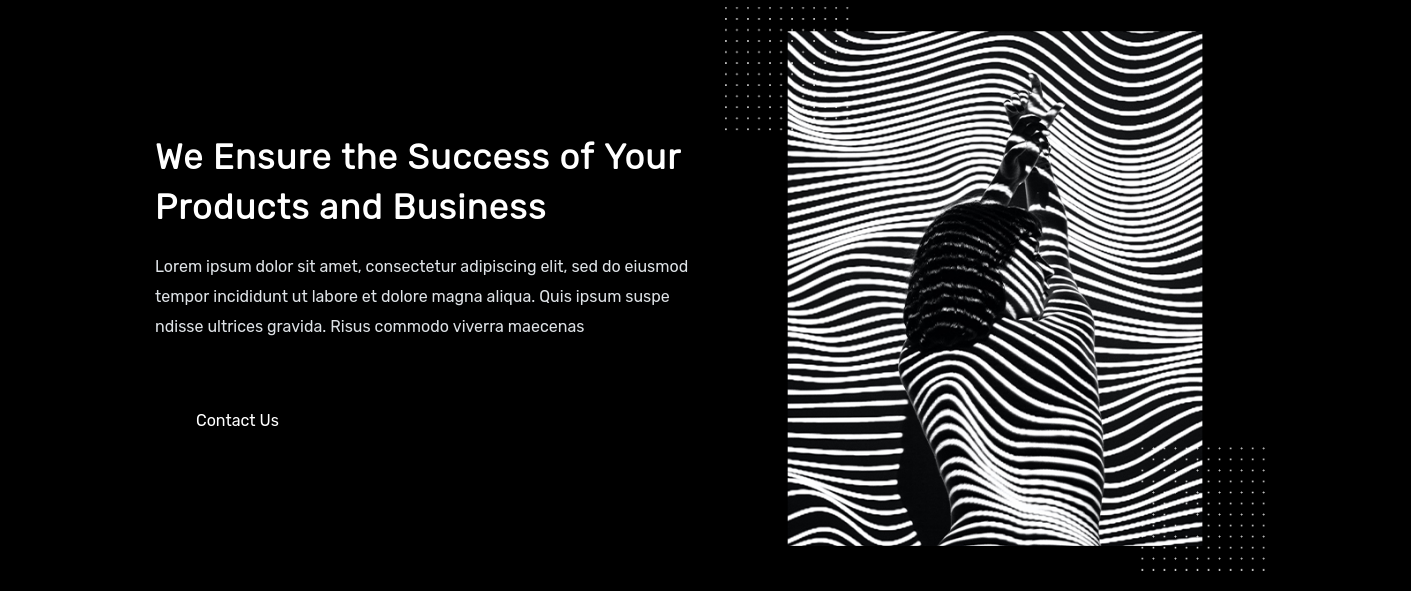 We Ensure the Success of Your
Products and Business
Lorem ipsum dolor sit amet, consectetur adipiscing elit, sed do eiusmod
tempor incididunt ut labore et dolore magna aliqua. Quis ipsum suspe
ndisse ultrices gravida. Risus commodo viverra maecenas
Contact Us